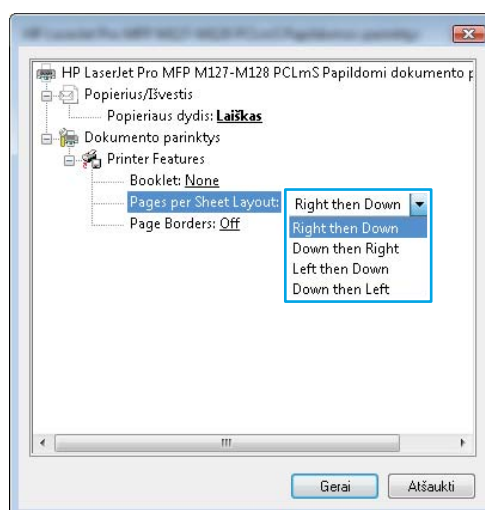 HP LaserJet Pro MFP M127-M128 PCLmS Papildomi dokumento p
Popierius/Išvestis
Popieriaus dydis: Laiškas
Dokumento parinktys
Printer Features
Booklet: None
Pages per Sheet Layout: Right then Down
Right then Down
Down then Right
Left then Down
Down then Left
Page Borders: Off
Gerai Atšaukti